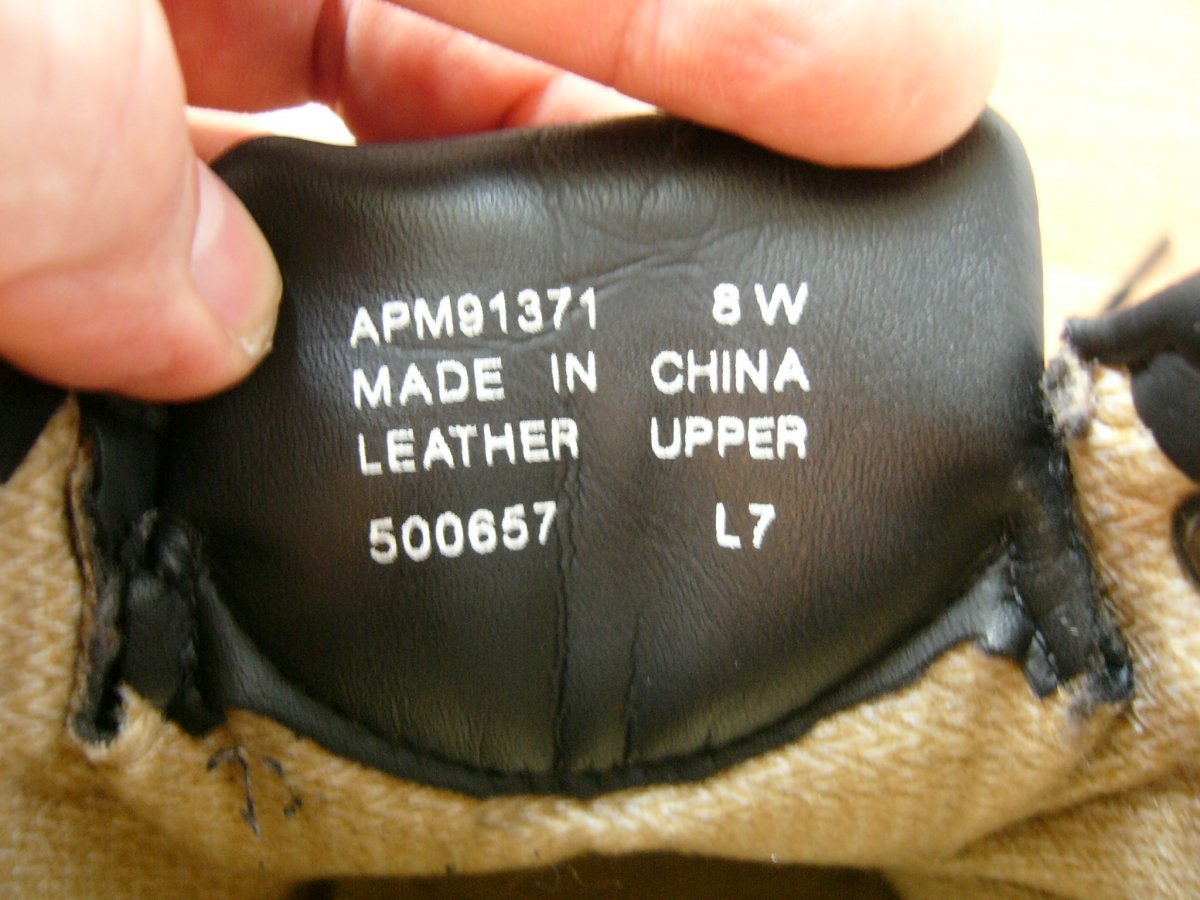 APM91371 8 W
MADE IN CHINA
LEATHER UPPER
500657 L7